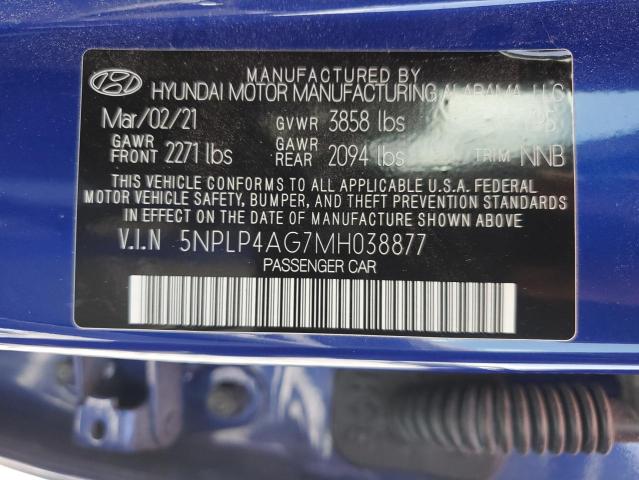 MANUFACTURED BY
HYUNDAI MOTOR MANUFACTURING ALABAMA, LLC
Mar/02/21 GVWR 3858 lbs
GAWR FRONT 2271 lbs GAWR REAR 2094 lbs TRIM: NNB
THIS VEHICLE CONFORMS TO ALL APPLICABLE U.S.A. FEDERAL
MOTOR VEHICLE SAFETY, BUMPER, AND THEFT PREVENTION
STANDARDS IN EFFECT ON THE DATE OF MANUFACTURE SHOWN ABOVE
V.I.N 5NPLP4AG7MH038877
PASSENGER CAR